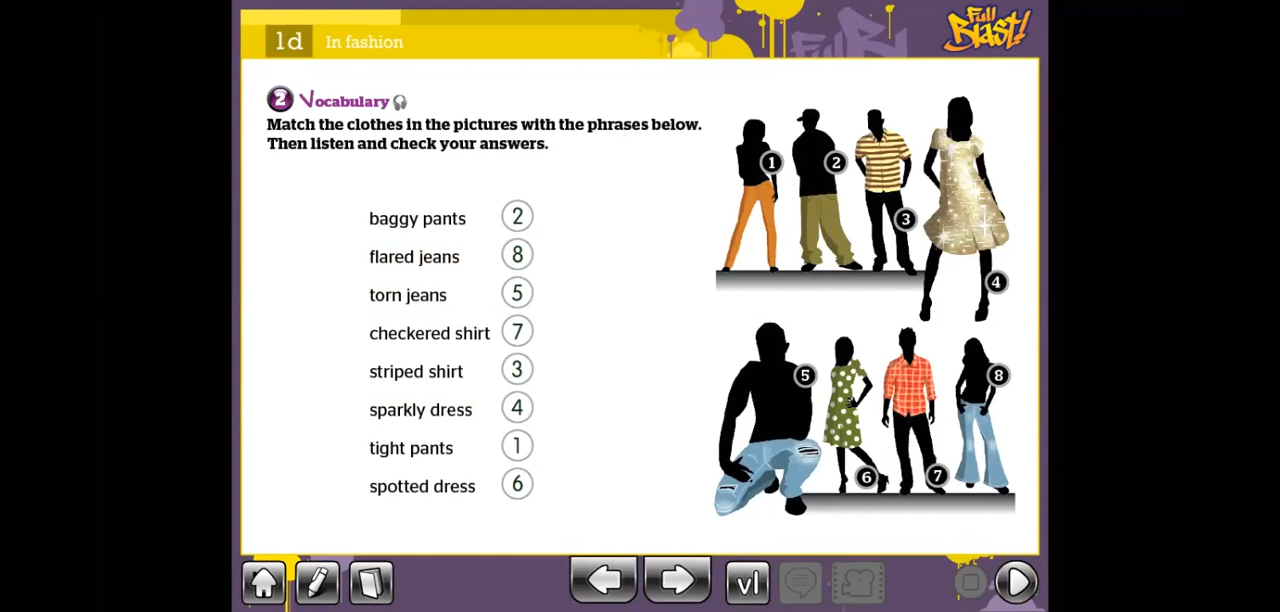 1d In fashion
Full Blast!
2 Vocabulary
Match the clothes in the pictures with the phrases below.
Then listen and check your answers.
baggy pants 2
flared jeans 8
torn jeans 5
checkered shirt 7
striped shirt 3
sparkly dress 4
tight pants 1
spotted dress 6
1
2
3
4
5
6
7
8
vl